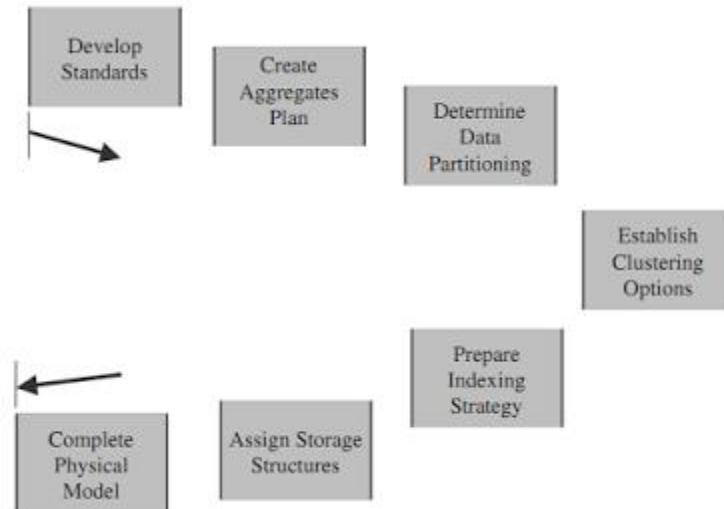 Develop
Standards
Create
Aggregates
Plan
Determine
Data
Partitioning
Establish
Clustering
Options
Prepare
Indexing
Strategy
Assign Storage
Structures
Complete
Physical
Model